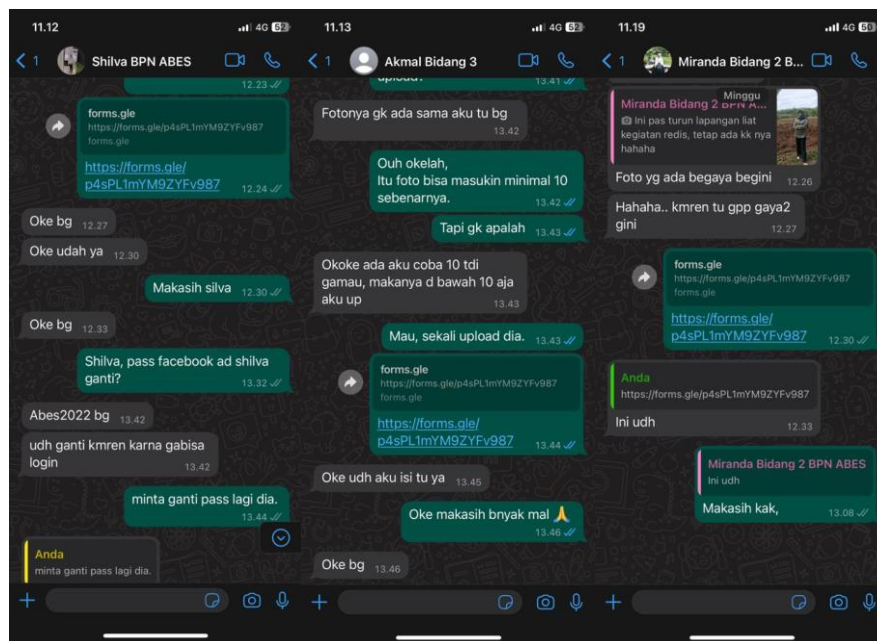 11.12
4G 52
1
Shilva BPN ABES
12.23
forms.gle
https://forms.gle/p4sPL1mYM9ZYFv987
forms.gle
https://forms.gle/
p4sPL1mYM9ZYFv987 12.24
Oke bg 12.27
Oke udah ya 12.30
Makasih silva 12.30
Oke bg 12.33
Shilva, pass facebook ad shilva
ganti?
13.32
Abes2022 bg 13.42
udh ganti kmren karna gabisa
login 13.42
minta ganti pass lagi dia.
13.44
Anda
minta ganti pass lagi dia.
11.13
4G 52
1
Akmal Bidang 3
upload?
13.41
Fotonya gk ada sama aku tu bg
13.42
Ouh okelah,
Itu foto bisa masukin minimal 10
sebenarnya. 13.42
Tapi gk apalah 13.43
Okoke ada aku coba 10 tdi
gamau, makanya d bawah 10 aja
aku up 13.43
Mau, sekali upload dia. 13.43
forms.gle
https://forms.gle/p4sPL1mYM9ZYFv987
forms.gle
https://forms.gle/
p4sPL1mYM9ZYFv987 13.44
Oke udh aku isi tu ya 13.45
Oke makasih bnyak mal 🙏
13.46
Oke bg 13.46
11.19
4G 50
1
Miranda Bidang 2 B...
Minggu
Miranda Bidang 2 BPN A...
Ini pas turun lapangan liat
kegiatan redis, tetap ada kk nya
hahaha
Foto yg ada begaya begini 12.26
Hahaha.. kmren tu gpp gaya2
gini 12.27
forms.gle
https://forms.gle/p4sPL1mYM9ZYFv987
forms.gle
https://forms.gle/
p4sPL1mYM9ZYFv987 12.30
Anda
https://forms.gle/p4sPL1mYM9ZYFv987
Ini udh 12.33
Miranda Bidang 2 BPN ABES
Ini udh
Makasih kak, 13.08